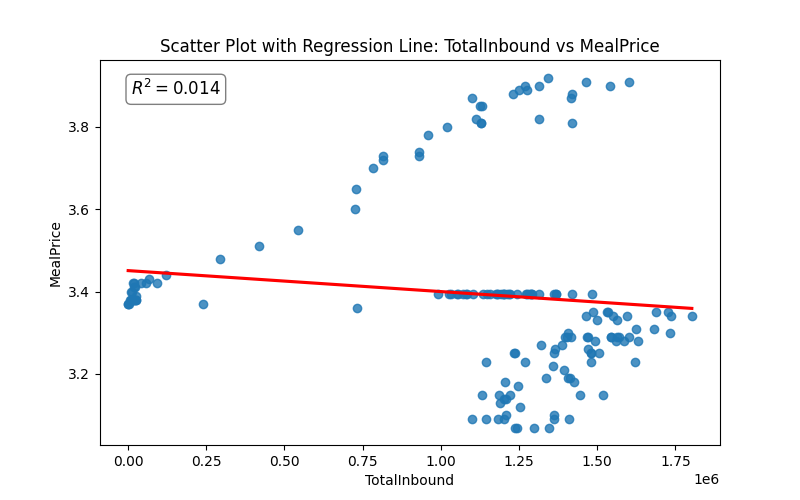 Scatter Plot with Regression Line: TotalInbound vs MealPrice
R² = 0.014
MealPrice
3.8
3.6
3.4
3.2
0.00 0.25 0.50 0.75 1.00 1.25 1.50 1.75
1e6
TotalInbound